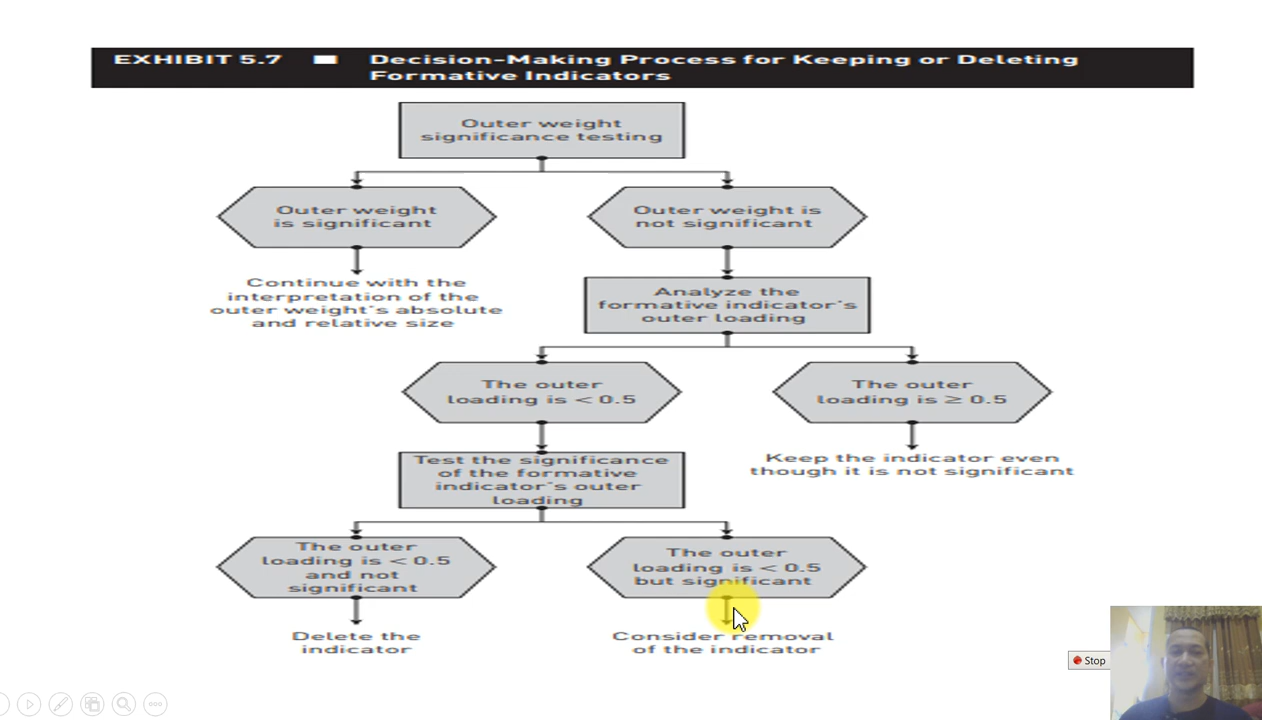 EXHIBIT 5.7 ■ Decision-Making Process for Keeping or Deleting
Formative Indicators
Outer weight
significance testing
Outer weight
is significant
Outer weight is
not significant
Continue with the
interpretation of the
outer weight's absolute
and relative size
Analyze the
formative indicator's
outer loading
The outer
loading is < 0.5
The outer
loading is ≥ 0.5
Test the significance
of the formative
indicator's outer
loading
Keep the indicator even
though it is not significant
The outer
loading is < 0.5
and not
significant
The outer
loading is < 0.5
but significant
Delete the
indicator
Consider removal
of the indicator
Stop